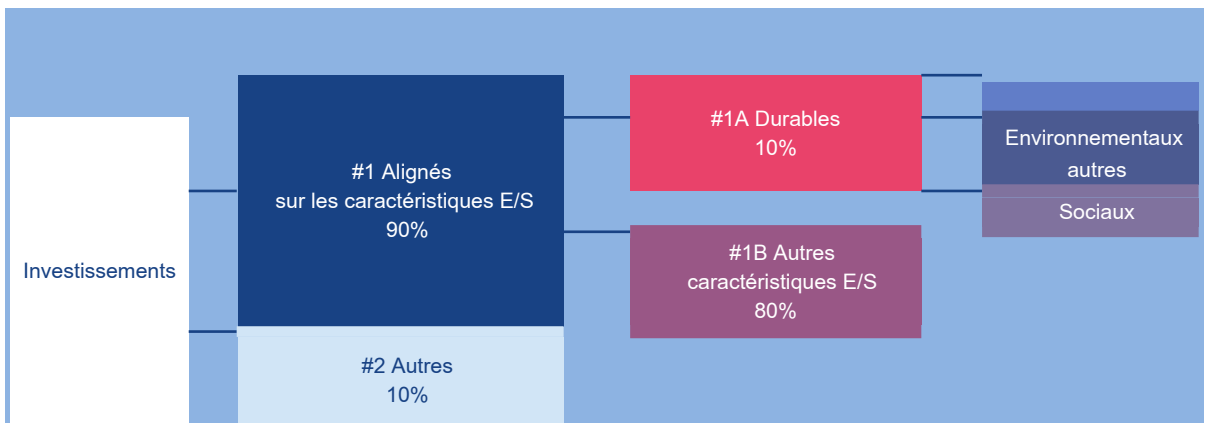 Investissements
#1 Alignés
sur les caractéristiques E/S
90%
#2 Autres
10%
#1A Durables
10%
#1B Autres
caractéristiques E/S
80%
Environnementaux
autres
Sociaux